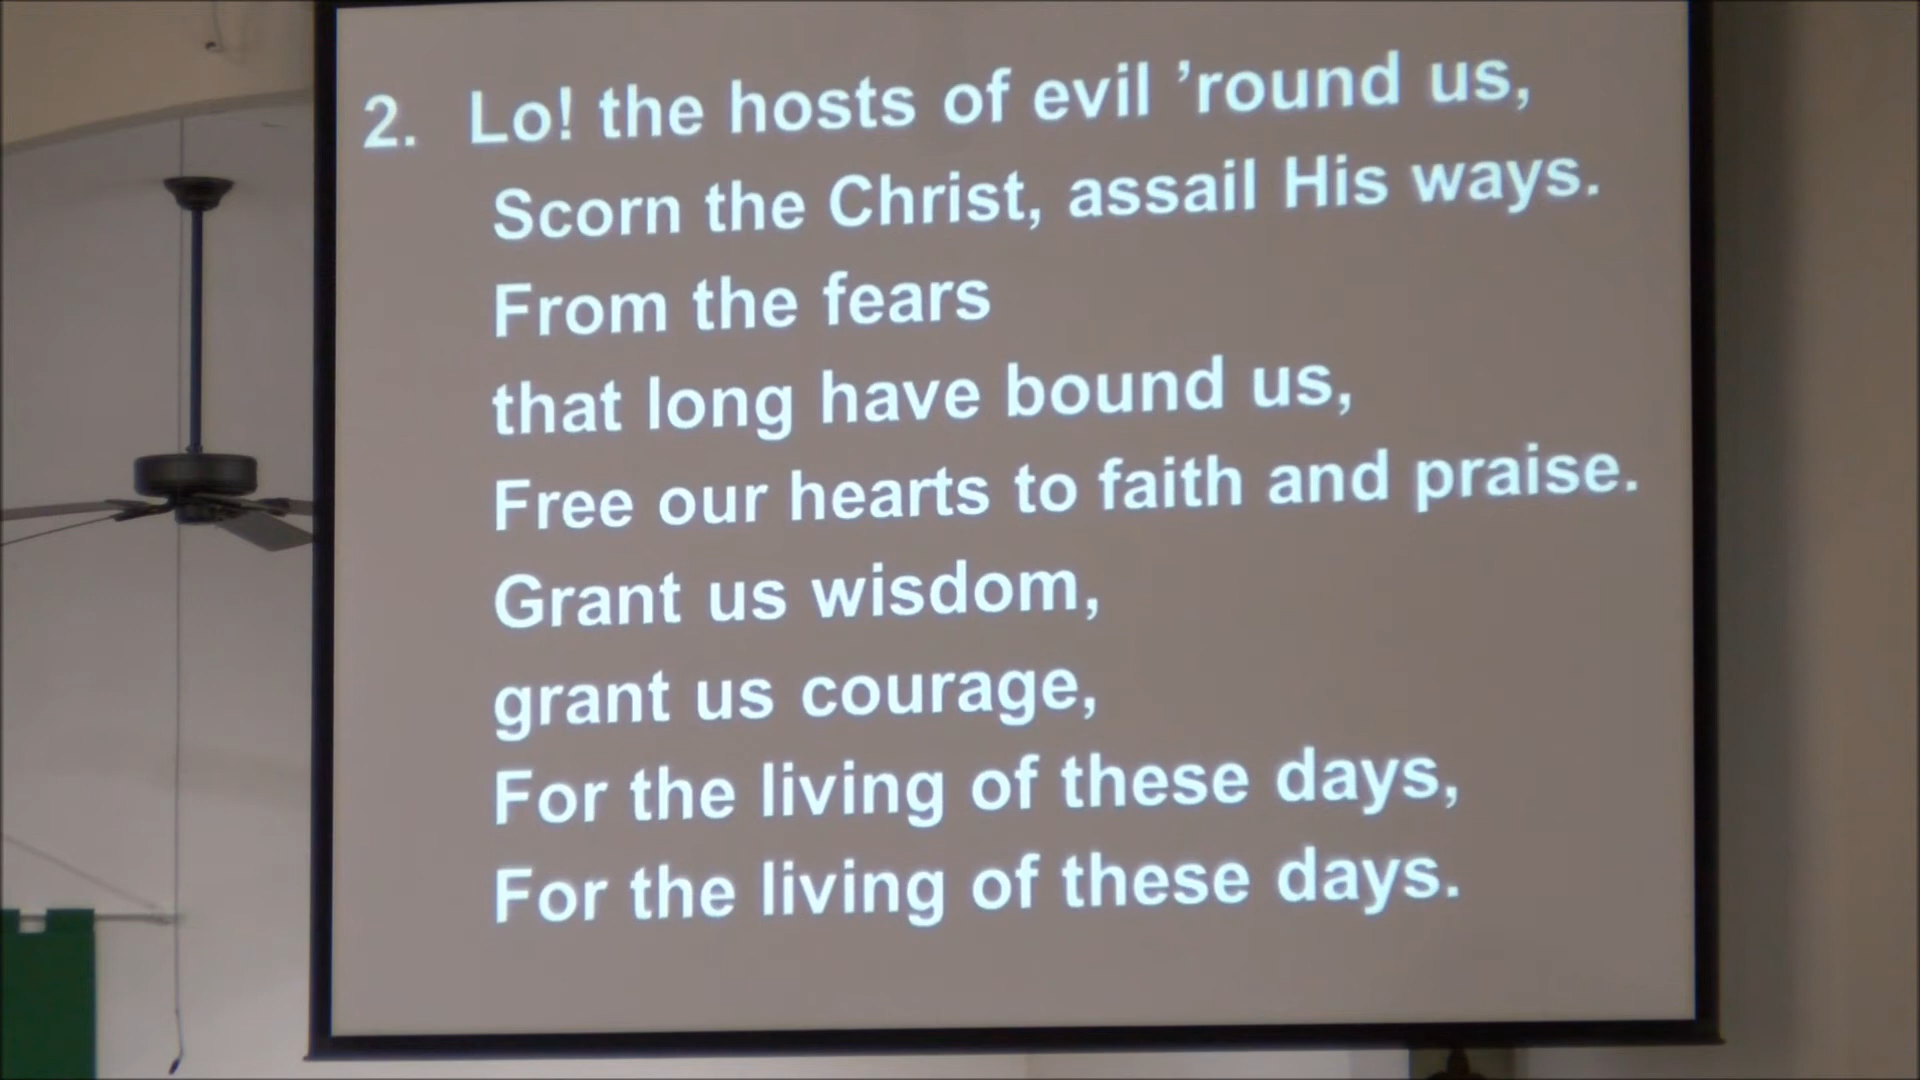 2. Lo! the hosts of evil ’round us,
Scorn the Christ, assail His ways.
From the fears
that long have bound us,
Free our hearts to faith and praise.
Grant us wisdom,
grant us courage,
For the living of these days,
For the living of these days.